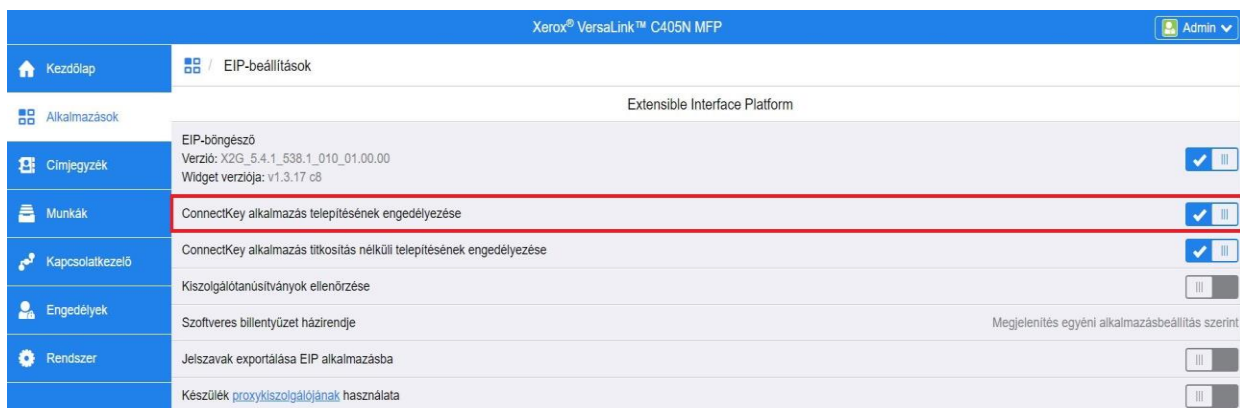 Xerox® VersaLink™ C405N MFP
Admin
Kezdőlap
/ EIP-beállítások
Alkalmazások
Extensible Interface Platform
Címjegyzék
EIP-böngésző
Verzió: X2G_5.4.1_538.1_010_01.00.00
Widget verziója: v1.3.17 c8
Munkák
ConnectKey alkalmazás telepítésének engedélyezése
Kapcsolatkezelő
ConnectKey alkalmazás titkosítás nélküli telepítésének engedélyezése
Kiszolgálótanúsítványok ellenőrzése
Engedélyek
Szoftveres billentyűzet házirendje
Megjelenítés egyéni alkalmazásbeállítás szerint
Rendszer
Jelszavak exportálása EIP alkalmazásba
Készülék proxykiszolgálójának használata